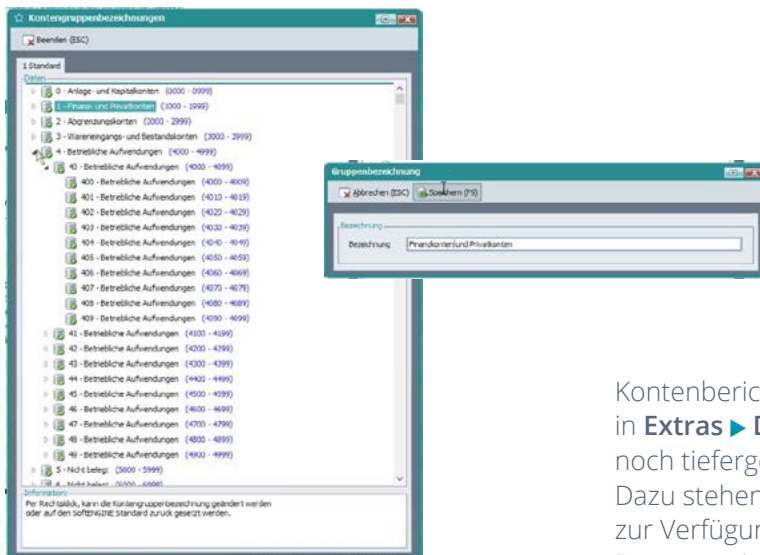 Kontengruppenbezeichnungen
Beenden (ESC)
1 Standard
Daten
0 - Anlage- und Kapitalkonten (0000 - 0999)
1 - Finanz- und Privatkonten (1000 - 1999)
2 - Abgrenzungskonten (2000 - 2999)
3 - Wareneingangs- und Bestandskonten (3000 - 3999)
4 - Betriebliche Aufwendungen (4000 - 4999)
40 - Betriebliche Aufwendungen (4000 - 4099)
400 - Betriebliche Aufwendungen (4000 - 4009)
401 - Betriebliche Aufwendungen (4010 - 4019)
402 - Betriebliche Aufwendungen (4020 - 4029)
403 - Betriebliche Aufwendungen (4030 - 4039)
404 - Betriebliche Aufwendungen (4040 - 4049)
405 - Betriebliche Aufwendungen (4050 - 4059)
406 - Betriebliche Aufwendungen (4060 - 4069)
407 - Betriebliche Aufwendungen (4070 - 4079)
408 - Betriebliche Aufwendungen (4080 - 4089)
409 - Betriebliche Aufwendungen (4090 - 4099)
41 - Betriebliche Aufwendungen (4100 - 4199)
42 - Betriebliche Aufwendungen (4200 - 4299)
43 - Betriebliche Aufwendungen (4300 - 4399)
44 - Betriebliche Aufwendungen (4400 - 4499)
45 - Betriebliche Aufwendungen (4500 - 4599)
46 - Betriebliche Aufwendungen (4600 - 4699)
47 - Betriebliche Aufwendungen (4700 - 4799)
48 - Betriebliche Aufwendungen (4800 - 4899)
49 - Betriebliche Aufwendungen (4900 - 4999)
5 - Nicht belegt (5000 - 5999)
6 - Nicht belegt (6000 - 6999)
Information:
Per Rechtsklick, kann die Kontengruppenbezeichnung geändert werden
oder auf den SoftENGINE Standard zurück gesetzt werden.
Gruppenbezeichnung
Abbrechen (ESC) Speichern (F9)
Bezeichnung
Bezeichnung Finanzkonten und Privatkonten
Kontenberic
in Extras ▶ D
noch tieferge
Dazu stehen
zur Verfügun